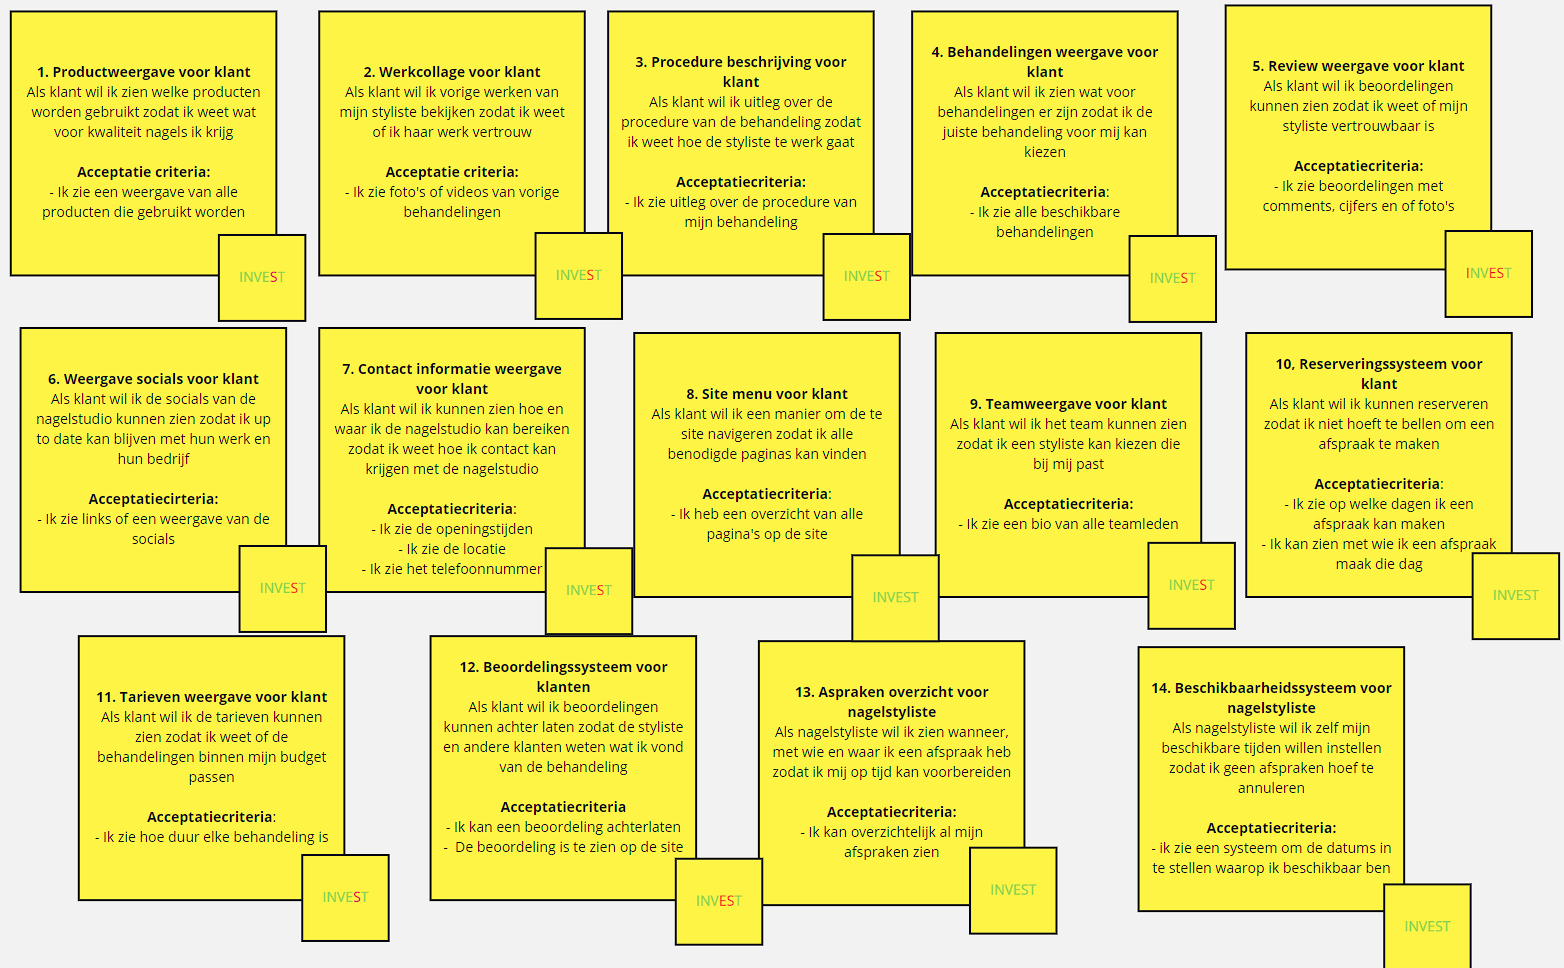 1. Productweergave voor klant
Als klant wil ik zien welke producten
worden gebruikt zodat ik weet wat
voor kwaliteit nagels ik krijg
Acceptatie criteria:
- Ik zie een weergave van alle
producten die gebruikt worden
INVEST
2. Werkcollage voor klant
Als klant wil ik vorige werken van
mijn styliste bekijken zodat ik weet
of ik haar werk vertrouw
Acceptatie criteria:
- Ik zie foto's of videos van vorige
behandelingen
INVEST
3. Procedure beschrijving voor
klant
Als klant wil ik uitleg over de
procedure van de behandeling zodat
ik weet hoe de styliste te werk gaat
Acceptatiecriteria:
- Ik zie uitleg over de procedure van
mijn behandeling
INVEST
4. Behandelingen weergave voor
klant
Als klant wil ik zien wat voor
behandelingen er zijn zodat ik de
juiste behandeling voor mij kan
kiezen
Acceptatiecriteria:
- Ik zie alle beschikbare
behandelingen
INVEST
5. Review weergave voor klant
Als klant wil ik beoordelingen
kunnen zien zodat ik weet of mijn
styliste vertrouwbaar is
Acceptatiecriteria:
- Ik zie beoordelingen met
comments, cijfers en of foto's
INVEST
6. Weergave socials voor klant
Als klant wil ik de socials van de
nagelstudio kunnen zien zodat ik up
to date kan blijven met hun werk en
hun bedrijf
Acceptatiecirteria:
- Ik zie links of een weergave van de
socials
INVEST
7. Contact informatie weergave
voor klant
Als klant wil ik kunnen zien hoe en
waar ik de nagelstudio kan bereiken
zodat ik weet hoe ik contact kan
krijgen met de nagelstudio
Acceptatiecriteria:
- Ik zie de openingstijden
- Ik zie de locatie
- Ik zie het telefoonnummer
INVEST
8. Site menu voor klant
Als klant wil ik een manier om de te
site navigeren zodat ik alle
benodigde paginas kan vinden
Acceptatiecriteria:
- Ik heb een overzicht van alle
pagina's op de site
INVEST
9. Teamweergave voor klant
Als klant wil ik het team kunnen zien
zodat ik een styliste kan kiezen die
bij mij past
Acceptatiecriteria:
- Ik zie een bio van alle teamleden
INVEST
10, Reserveringssysteem voor
klant
Als klant wil ik kunnen reserveren
zodat ik niet hoeft te bellen om een
afspraak te maken
Acceptatiecriteria:
- Ik zie op welke dagen ik een
afspraak kan maken
- Ik kan zien met wie ik een afspraak
maak die dag
INVEST
11. Tarieven weergave voor klant
Als klant wil ik de tarieven kunnen
zien zodat ik weet of de
behandelingen binnen mijn budget
passen
Acceptatiecriteria:
- Ik zie hoe duur elke behandeling is
INVEST
12. Beoordelingssysteem voor
klanten
Als klant wil ik beoordelingen
kunnen achter laten zodat de styliste
en andere klanten weten wat ik vond
van de behandeling
Acceptatiecriteria
- Ik kan een beoordeling achterlaten
- De beoordeling is te zien op de site
INVEST
13. Aspraken overzicht voor
nagelstyliste
Als nagelstyliste wil ik zien wanneer,
met wie en waar ik een afspraak heb
zodat ik mij op tijd kan voorbereiden
Acceptatiecriteria:
- Ik kan overzichtelijk al mijn
afspraken zien
INVEST
14. Beschikbaarheidssysteem voor
nagelstyliste
Als nagelstyliste wil ik zelf mijn
beschikbare tijden willen instellen
zodat ik geen afspraken hoef te
annuleren
Acceptatiecriteria:
- ik zie een systeem om de datums in
te stellen waarop ik beschikbaar ben
INVEST